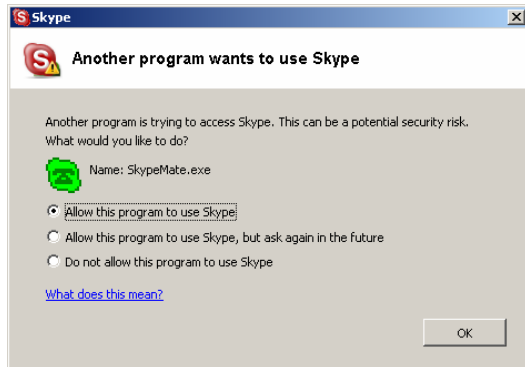 Skype
Another program wants to use Skype
Another program is trying to access Skype. This can be a potential security risk.
What would you like to do?
Name: SkypeMate.exe
Allow this program to use Skype
Allow this program to use Skype, but ask again in the future
Do not allow this program to use Skype
What does this mean?
OK